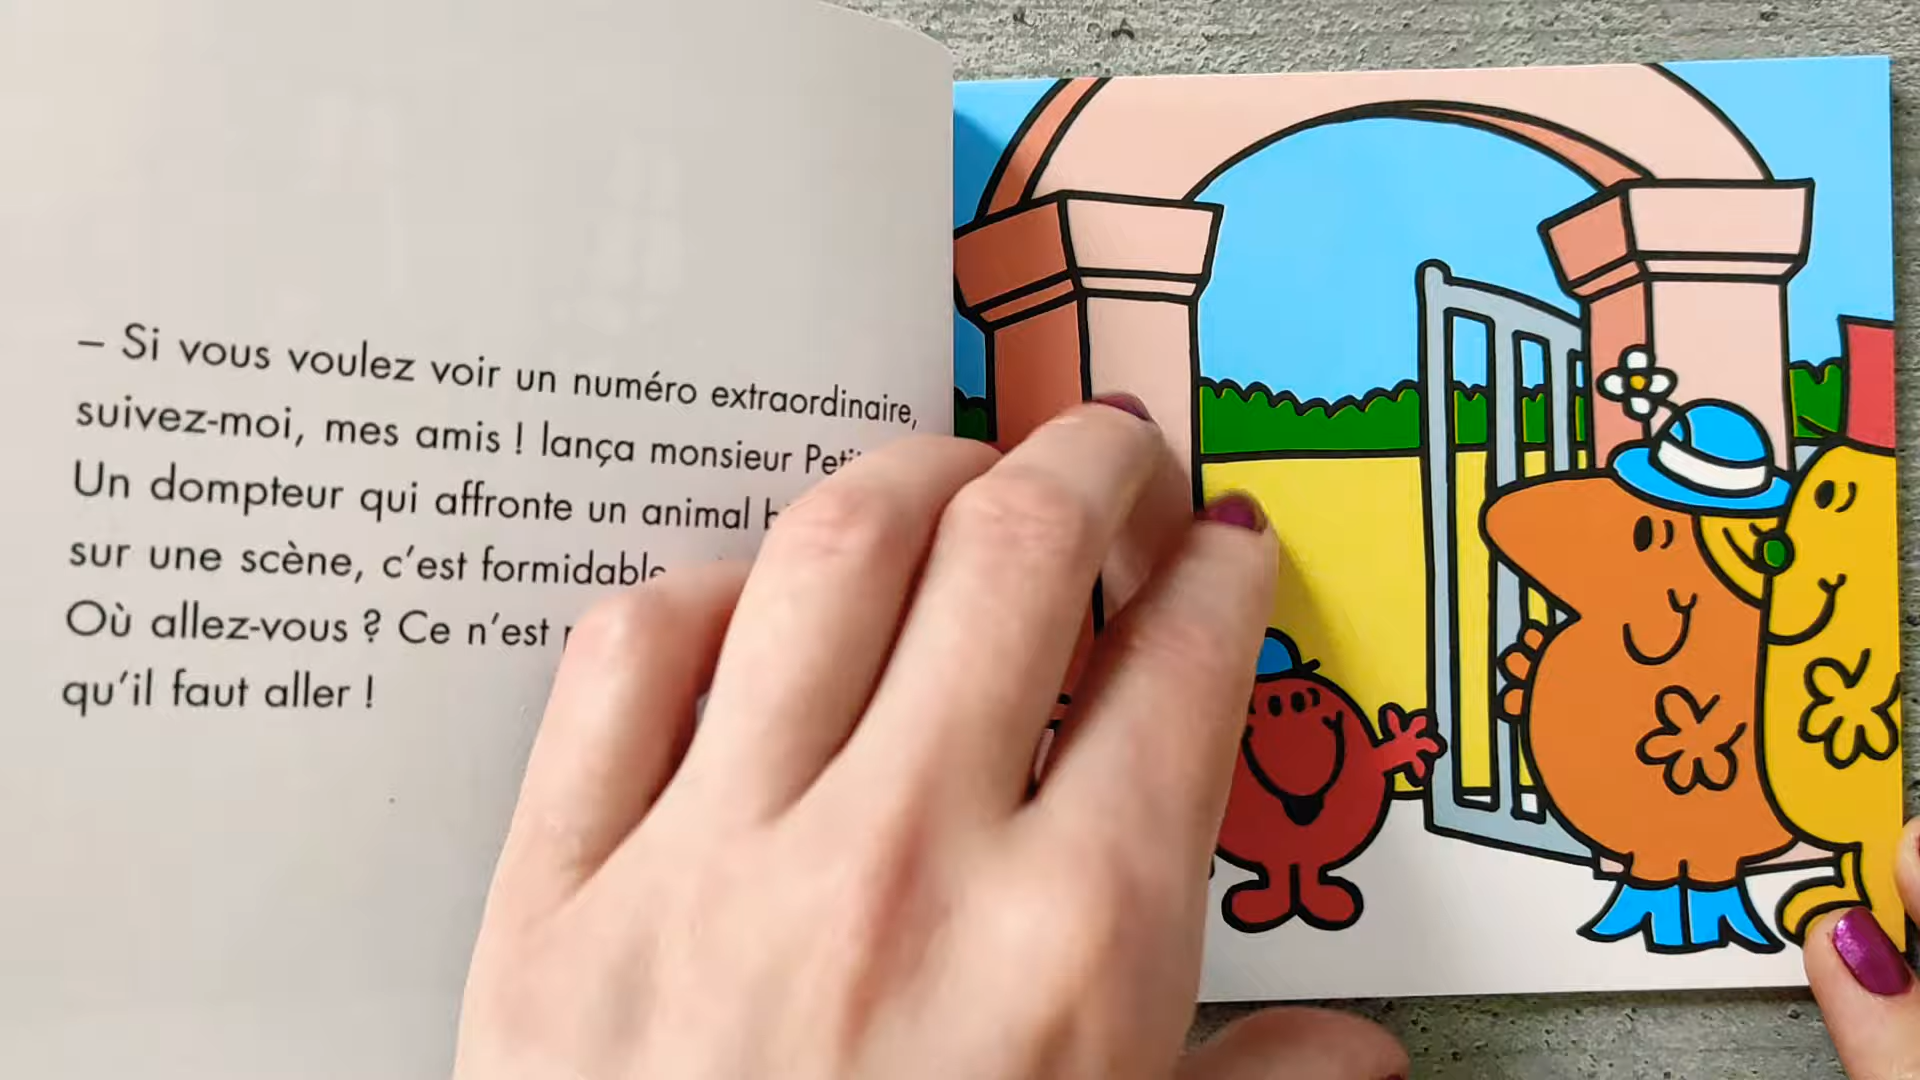 – Si vous voulez voir un numéro extraordinaire,
suivez-moi, mes amis ! lança monsieur
Un dompteur qui affronte un animal
sur une scène, c'est formidable
Où allez-vous ? Ce n'est
qu'il faut aller !